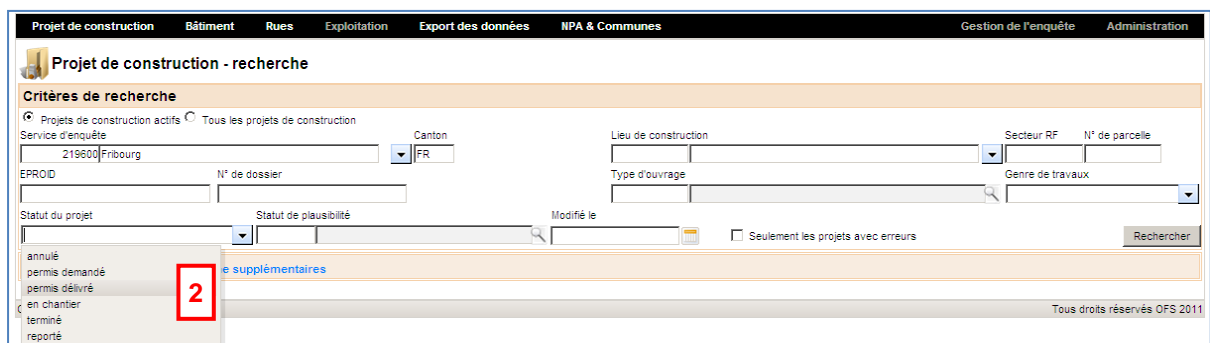 Projet de construction Bâtiment Rues Exploitation Export des données NPA & Communes Gestion de l'enquête Administration
Projet de construction - recherche
Critères de recherche
Projets de construction actifs Tous les projets de construction
Service d'enquête Canton Lieu de construction Secteur RF N° de parcelle
219600 Fribourg FR
EPROID N° de dossier Type d'ouvrage Genre de travaux
Statut du projet Statut de plausibilité Modifié le
Seulement les projets avec erreurs Rechercher
annulé
permis demandé
supplémentaires
permis délivré
2
en chantier
Tous droits réservés OFS 2011
terminé
reporté